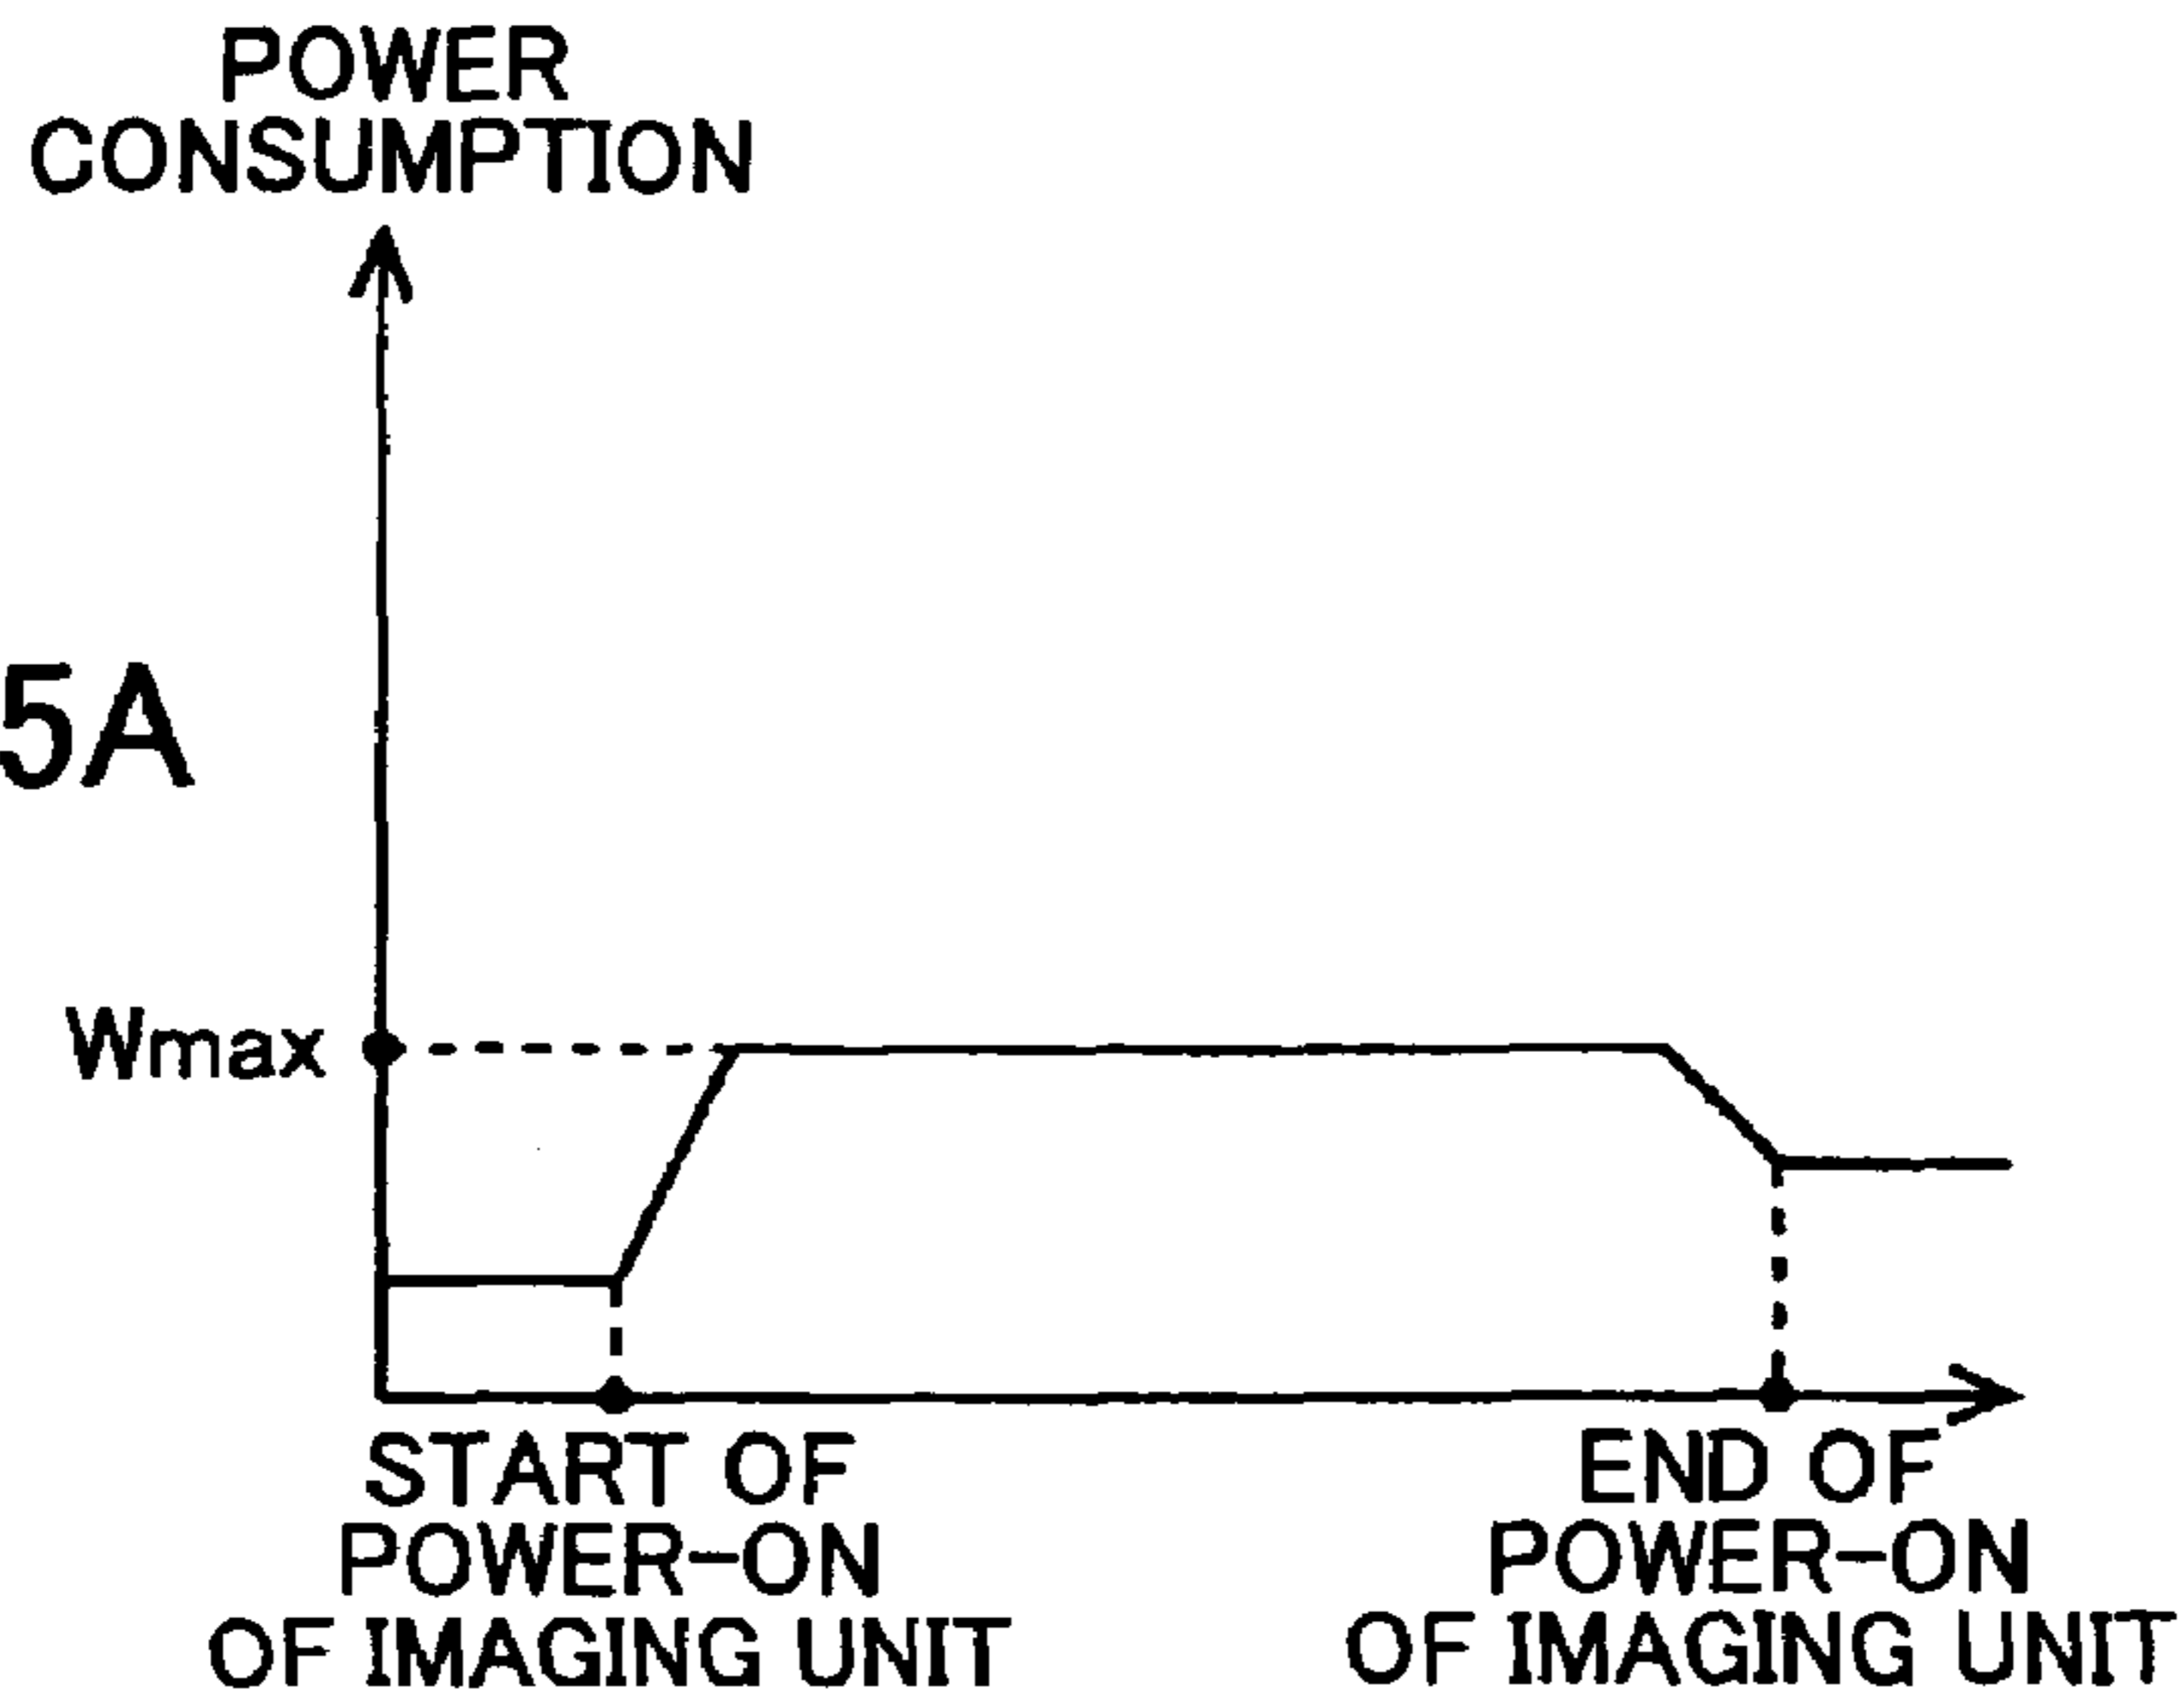 POWER
CONSUMPTION
5A
Wmax
START OF
POWER-ON
OF IMAGING UNIT
END OF
POWER-ON
OF IMAGING UNIT